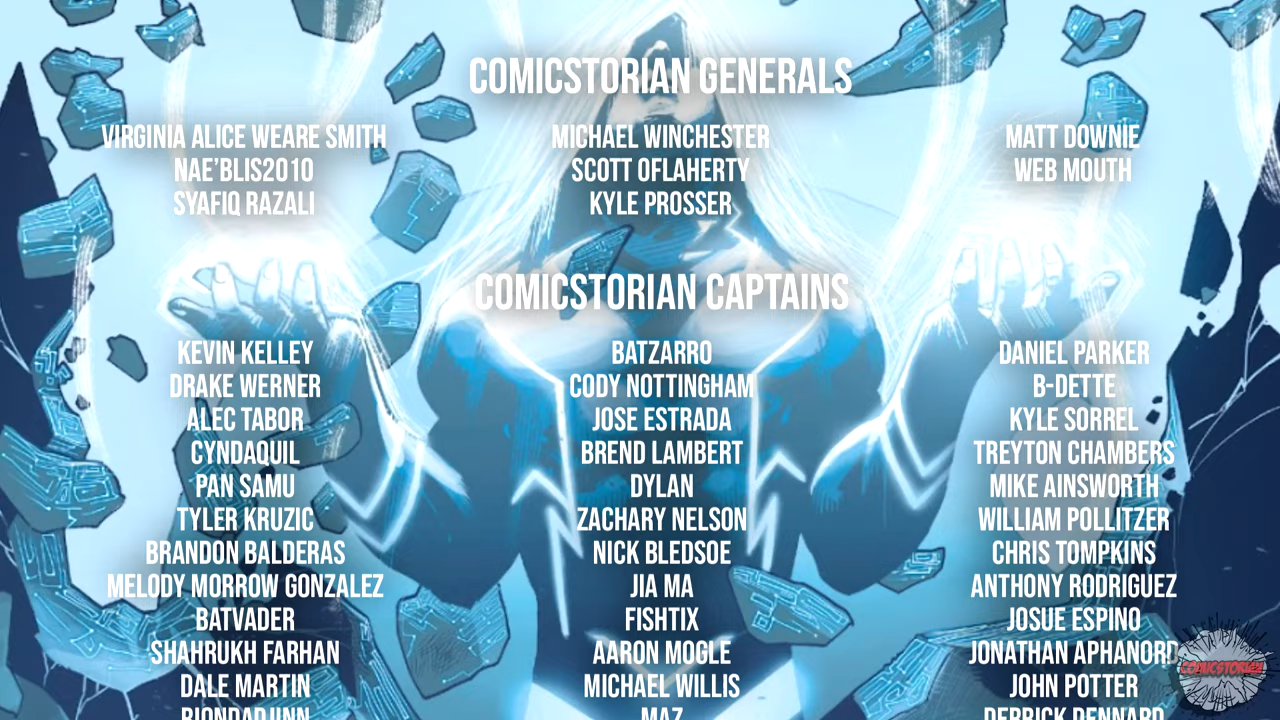 COMICSTORIAN GENERALS
VIRGINIA ALICE WEARE SMITH
NAE'BLIS2010
SYAFIQ RAZALI
MICHAEL WINCHESTER
SCOTT OFLAHERTY
KYLE PROSSER
MATT DOWNIE
WEB MOUTH
COMICSTORIAN CAPTAINS
KEVIN KELLEY
DRAKE WERNER
ALEC TABOR
CYNDAQUIL
PAN SAMU
TYLER KRUZIC
BRANDON BALDERAS
MELODY MORROW GONZALEZ
BATVADER
SHAHRUKH FARHAN
DALE MARTIN
BIONDADJINN
BATZARRO
CODY NOTTINGHAM
JOSE ESTRADA
BREND LAMBERT
DYLAN
ZACHARY NELSON
NICK BLEDSOE
JIA MA
FISHTIX
AARON MOGLE
MICHAEL WILLIS
MAZ
DANIEL PARKER
B-DETTE
KYLE SORREL
TREYTON CHAMBERS
MIKE AINSWORTH
WILLIAM POLLITZER
CHRIS TOMPKINS
ANTHONY RODRIGUEZ
JOSUE ESPINO
JONATHAN APHANORD
JOHN POTTER
DERRICK DENNARD
COMICSTORIAN